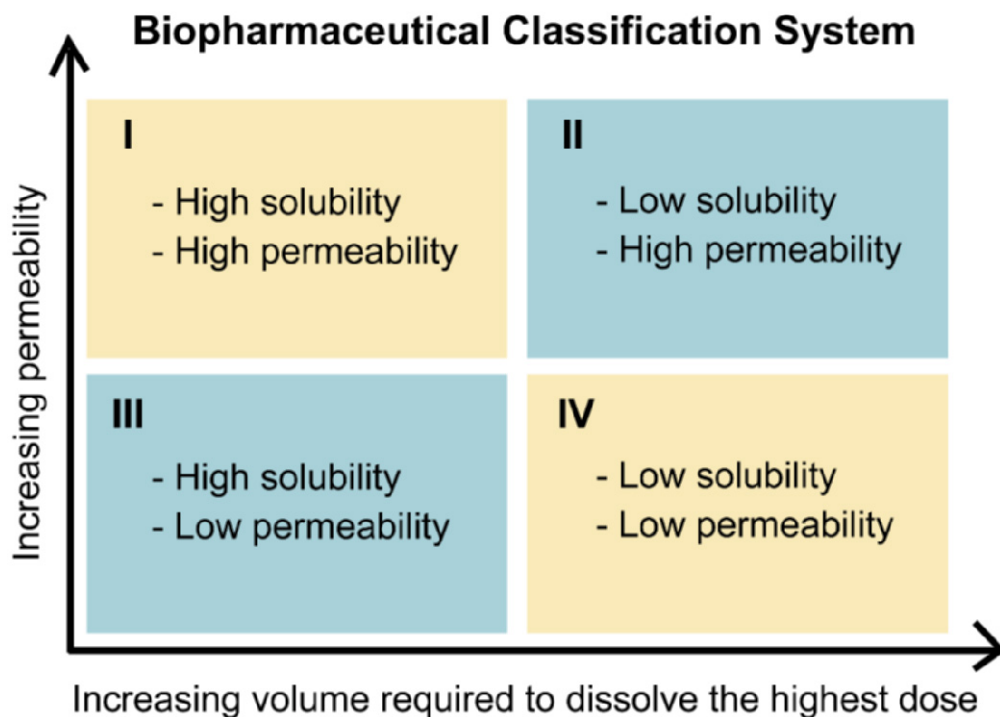 Biopharmaceutical Classification System
Increasing permeability
I
- High solubility
- High permeability
II
- Low solubility
- High permeability
III
- High solubility
- Low permeability
IV
- Low solubility
- Low permeability
Increasing volume required to dissolve the highest dose